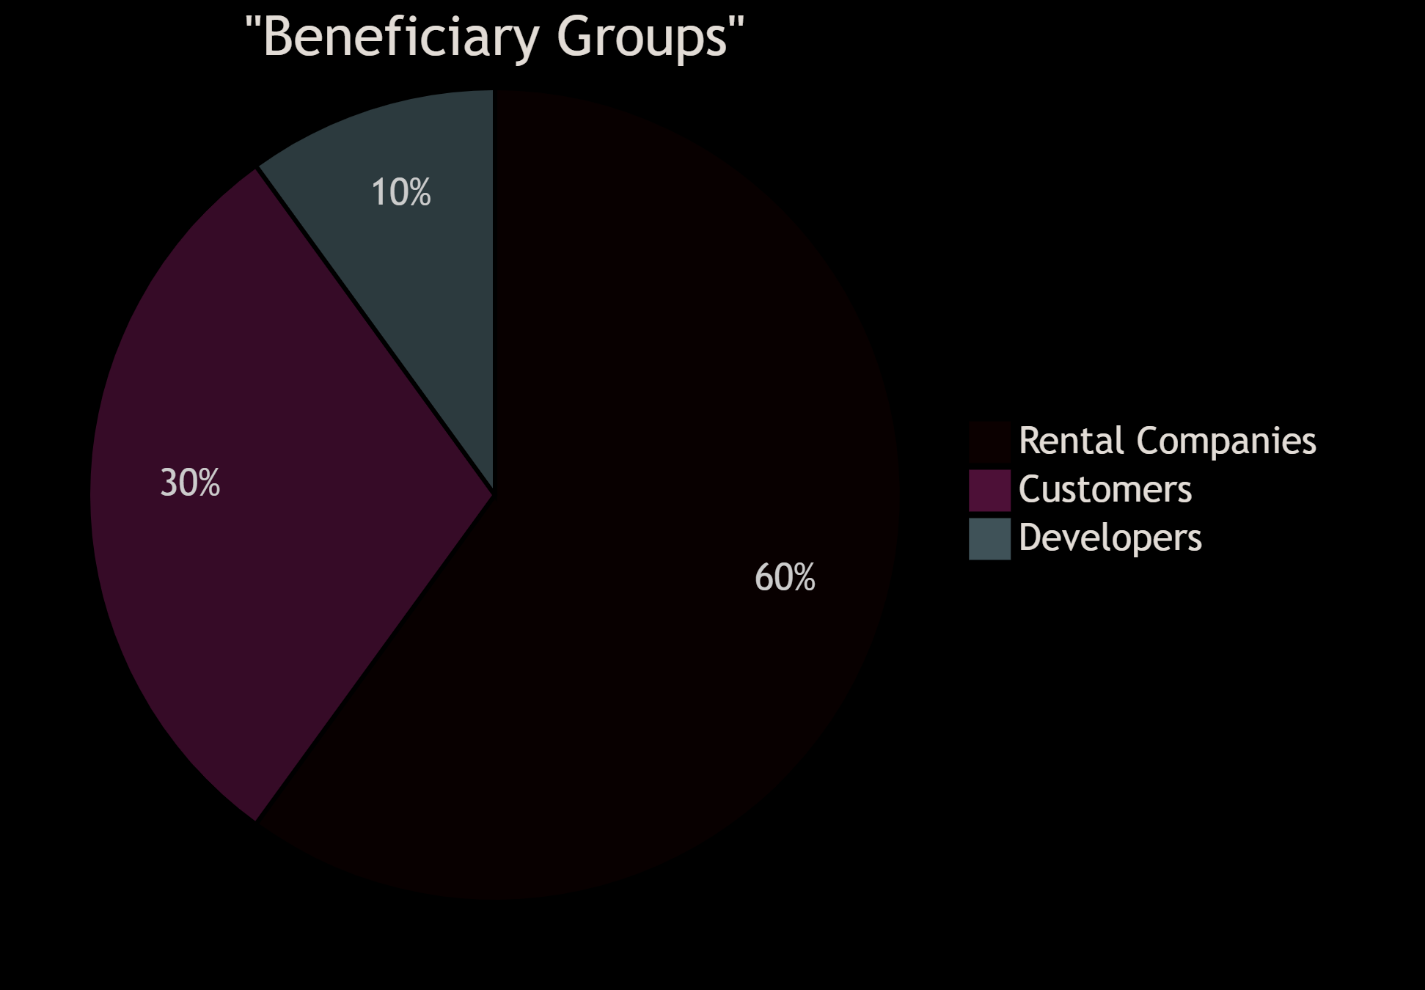 "Beneficiary Groups"
10%
30%
60%
Rental Companies
Customers
Developers